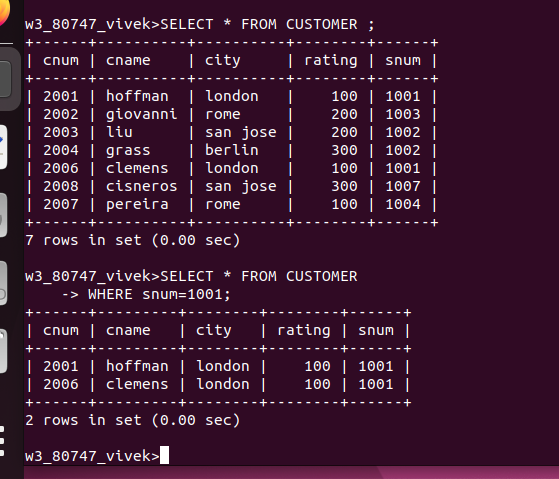 w3_80747_vivek>SELECT * FROM CUSTOMER ;
+------+----------+----------+--------+------+
| cnum | cname    | city     | rating | snum |
+------+----------+----------+--------+------+
| 2001 | hoffman  | london   |    100 | 1001 |
| 2002 | giovanni | rome     |    200 | 1003 |
| 2003 | liu      | san jose |    200 | 1002 |
| 2004 | grass    | berlin   |    300 | 1002 |
| 2006 | clemens  | london   |    100 | 1001 |
| 2008 | cisneros | san jose |    300 | 1007 |
| 2007 | pereira  | rome     |    100 | 1004 |
+------+----------+----------+--------+------+
7 rows in set (0.00 sec)
w3_80747_vivek>SELECT * FROM CUSTOMER
    -> WHERE snum=1001;
+------+---------+--------+--------+------+
| cnum | cname   | city   | rating | snum |
+------+---------+--------+--------+------+
| 2001 | hoffman | london |    100 | 1001 |
| 2006 | clemens | london |    100 | 1001 |
+------+---------+--------+--------+------+
2 rows in set (0.00 sec)
w3_80747_vivek>